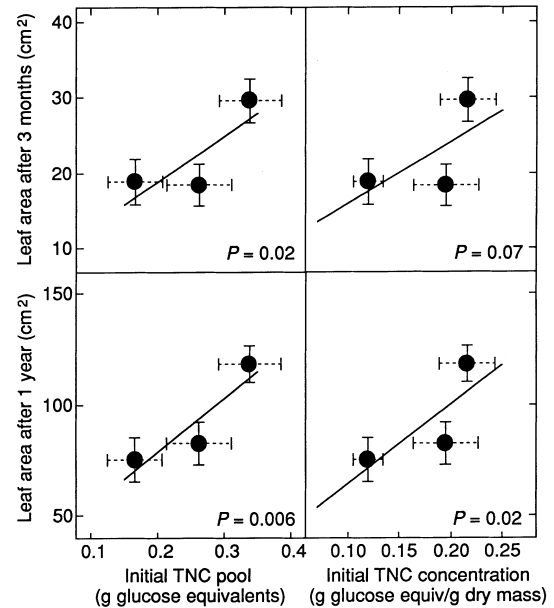 Leaf area after 3 months (cm²)
40
30
20
10
P = 0.02
P = 0.07
Leaf area after 1 year (cm²)
150
100
50
P = 0.006
P = 0.02
0.1 0.2 0.3 0.4
0.10 0.15 0.20 0.25
Initial TNC pool
(g glucose equivalents)
Initial TNC concentration
(g glucose equiv/g dry mass)